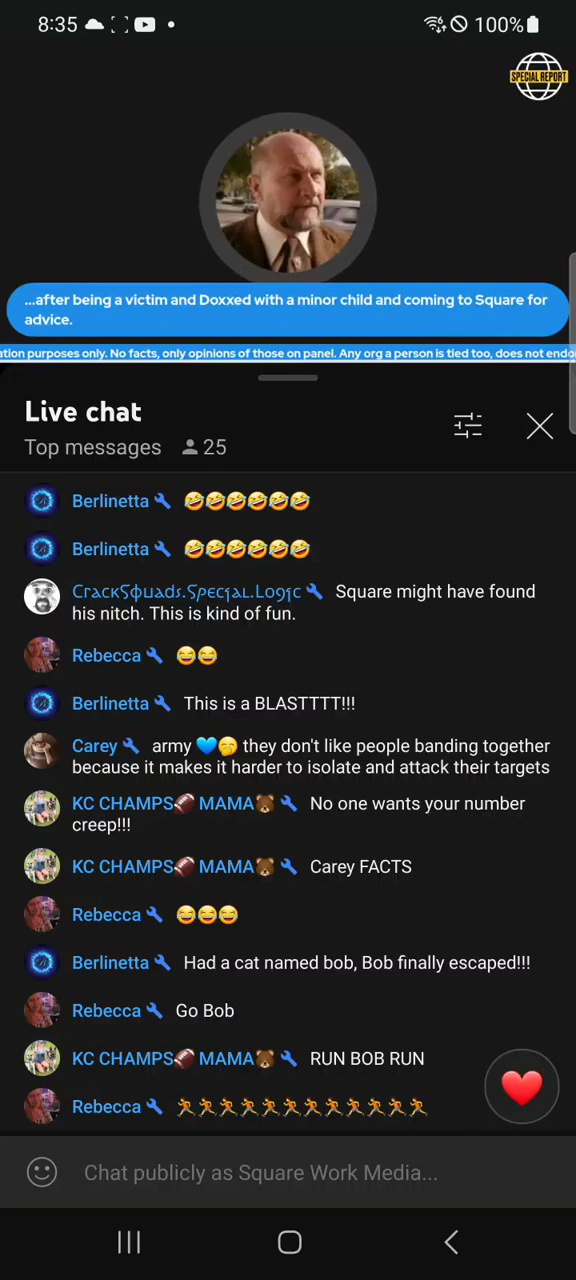 8:35
100%
SPECIAL REPORT
...after being a victim and Doxxed with a minor child and coming to Square for
advice.
ation purposes only. No facts, only opinions of those on panel. Any org a person is tied too, does not endo
Live chat
Top messages 25
Berlinetta 🤣🤣🤣🤣🤣🤣
Berlinetta 🤣🤣🤣🤣🤣🤣
CrackSquads.Special.Logic Square might have found
his nitch. This is kind of fun.
Rebecca 😂😂
Berlinetta This is a BLASTTTT!!!
Carey army 💙🤭 they don't like people banding together
because it makes it harder to isolate and attack their targets
KC CHAMPS🏈 MAMA🐻 No one wants your number
creep!!!
KC CHAMPS🏈 MAMA🐻 Carey FACTS
Rebecca 😂😂😂
Berlinetta Had a cat named bob, Bob finally escaped!!!
Rebecca Go Bob
KC CHAMPS🏈 MAMA🐻 RUN BOB RUN
Rebecca 🏃🏃🏃🏃🏃🏃🏃🏃🏃🏃🏃🏃
Chat publicly as Square Work Media...